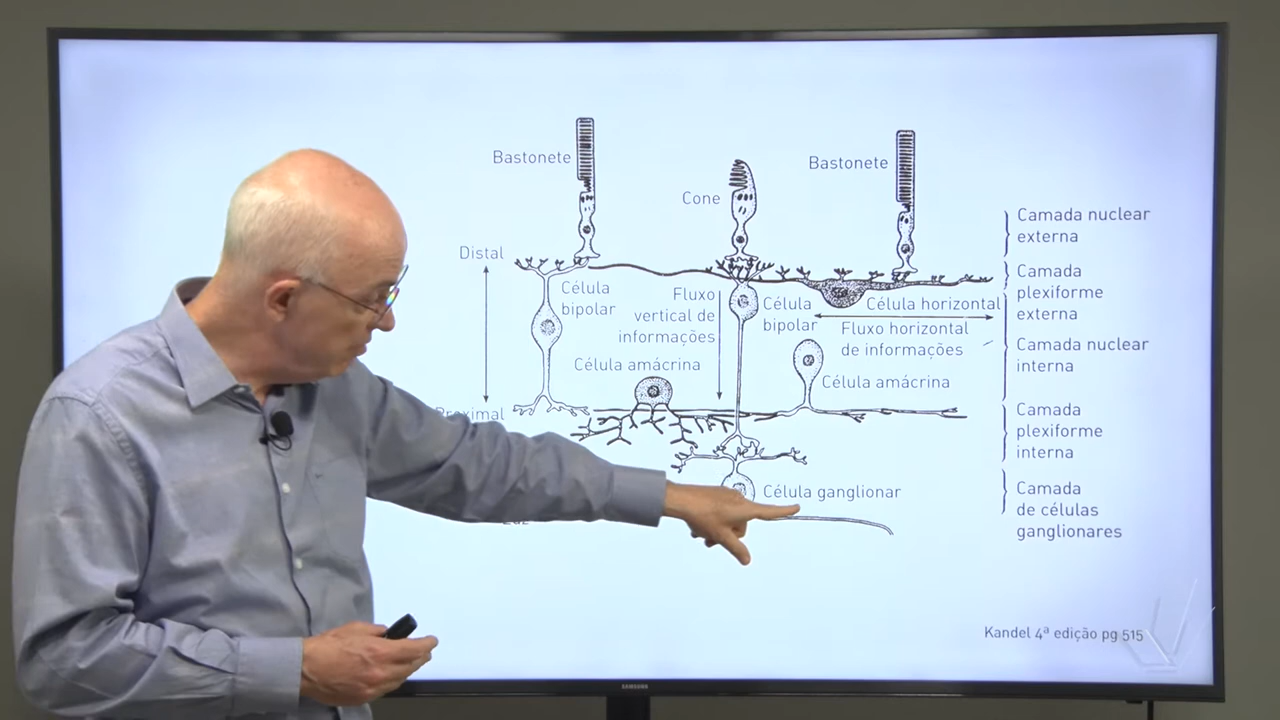 Bastonete
Cone
Bastonete
Distal
Célula
bipolar
Fluxo
vertical de
informações
Célula
bipolar
Célula horizontal
Fluxo horizontal
de informações
Célula amácrina
Célula amácrina
Proximal
Célula ganglionar
Luz
Camada nuclear
externa
Camada
plexiforme
externa
Camada nuclear
interna
Camada
plexiforme
interna
Camada
de células
ganglionares
Kandel 4ª edição pg 515
SAMSUNG